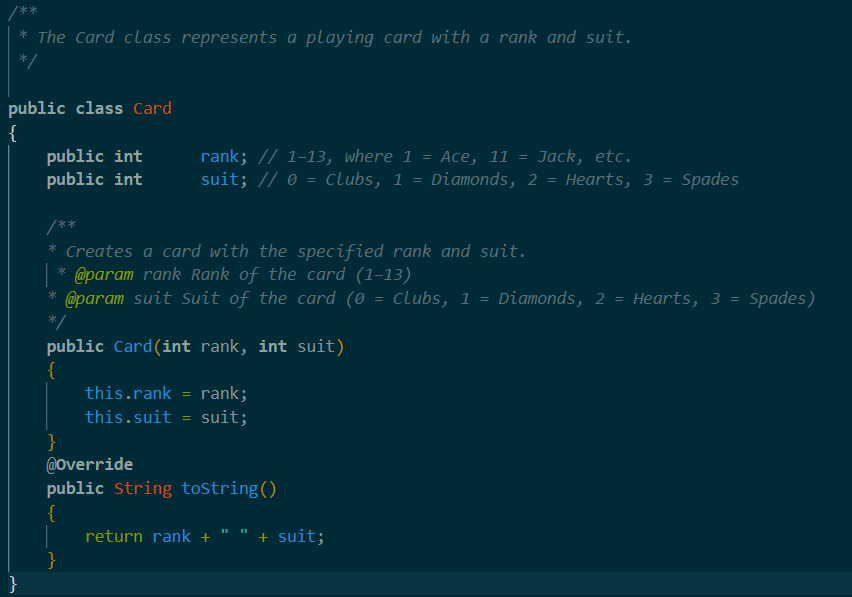 /**
 * The Card class represents a playing card with a rank and suit.
 */
public class Card
{
    public int      rank; // 1–13, where 1 = Ace, 11 = Jack, etc.
    public int      suit; // 0 = Clubs, 1 = Diamonds, 2 = Hearts, 3 = Spades
    /**
    * Creates a card with the specified rank and suit.
     * @param rank Rank of the card (1–13)
    * @param suit Suit of the card (0 = Clubs, 1 = Diamonds, 2 = Hearts, 3 = Spades)
    */
    public Card(int rank, int suit)
    {
        this.rank = rank;
        this.suit = suit;
    }
    @Override
    public String toString()
    {
        return rank + " " + suit;
    }
}